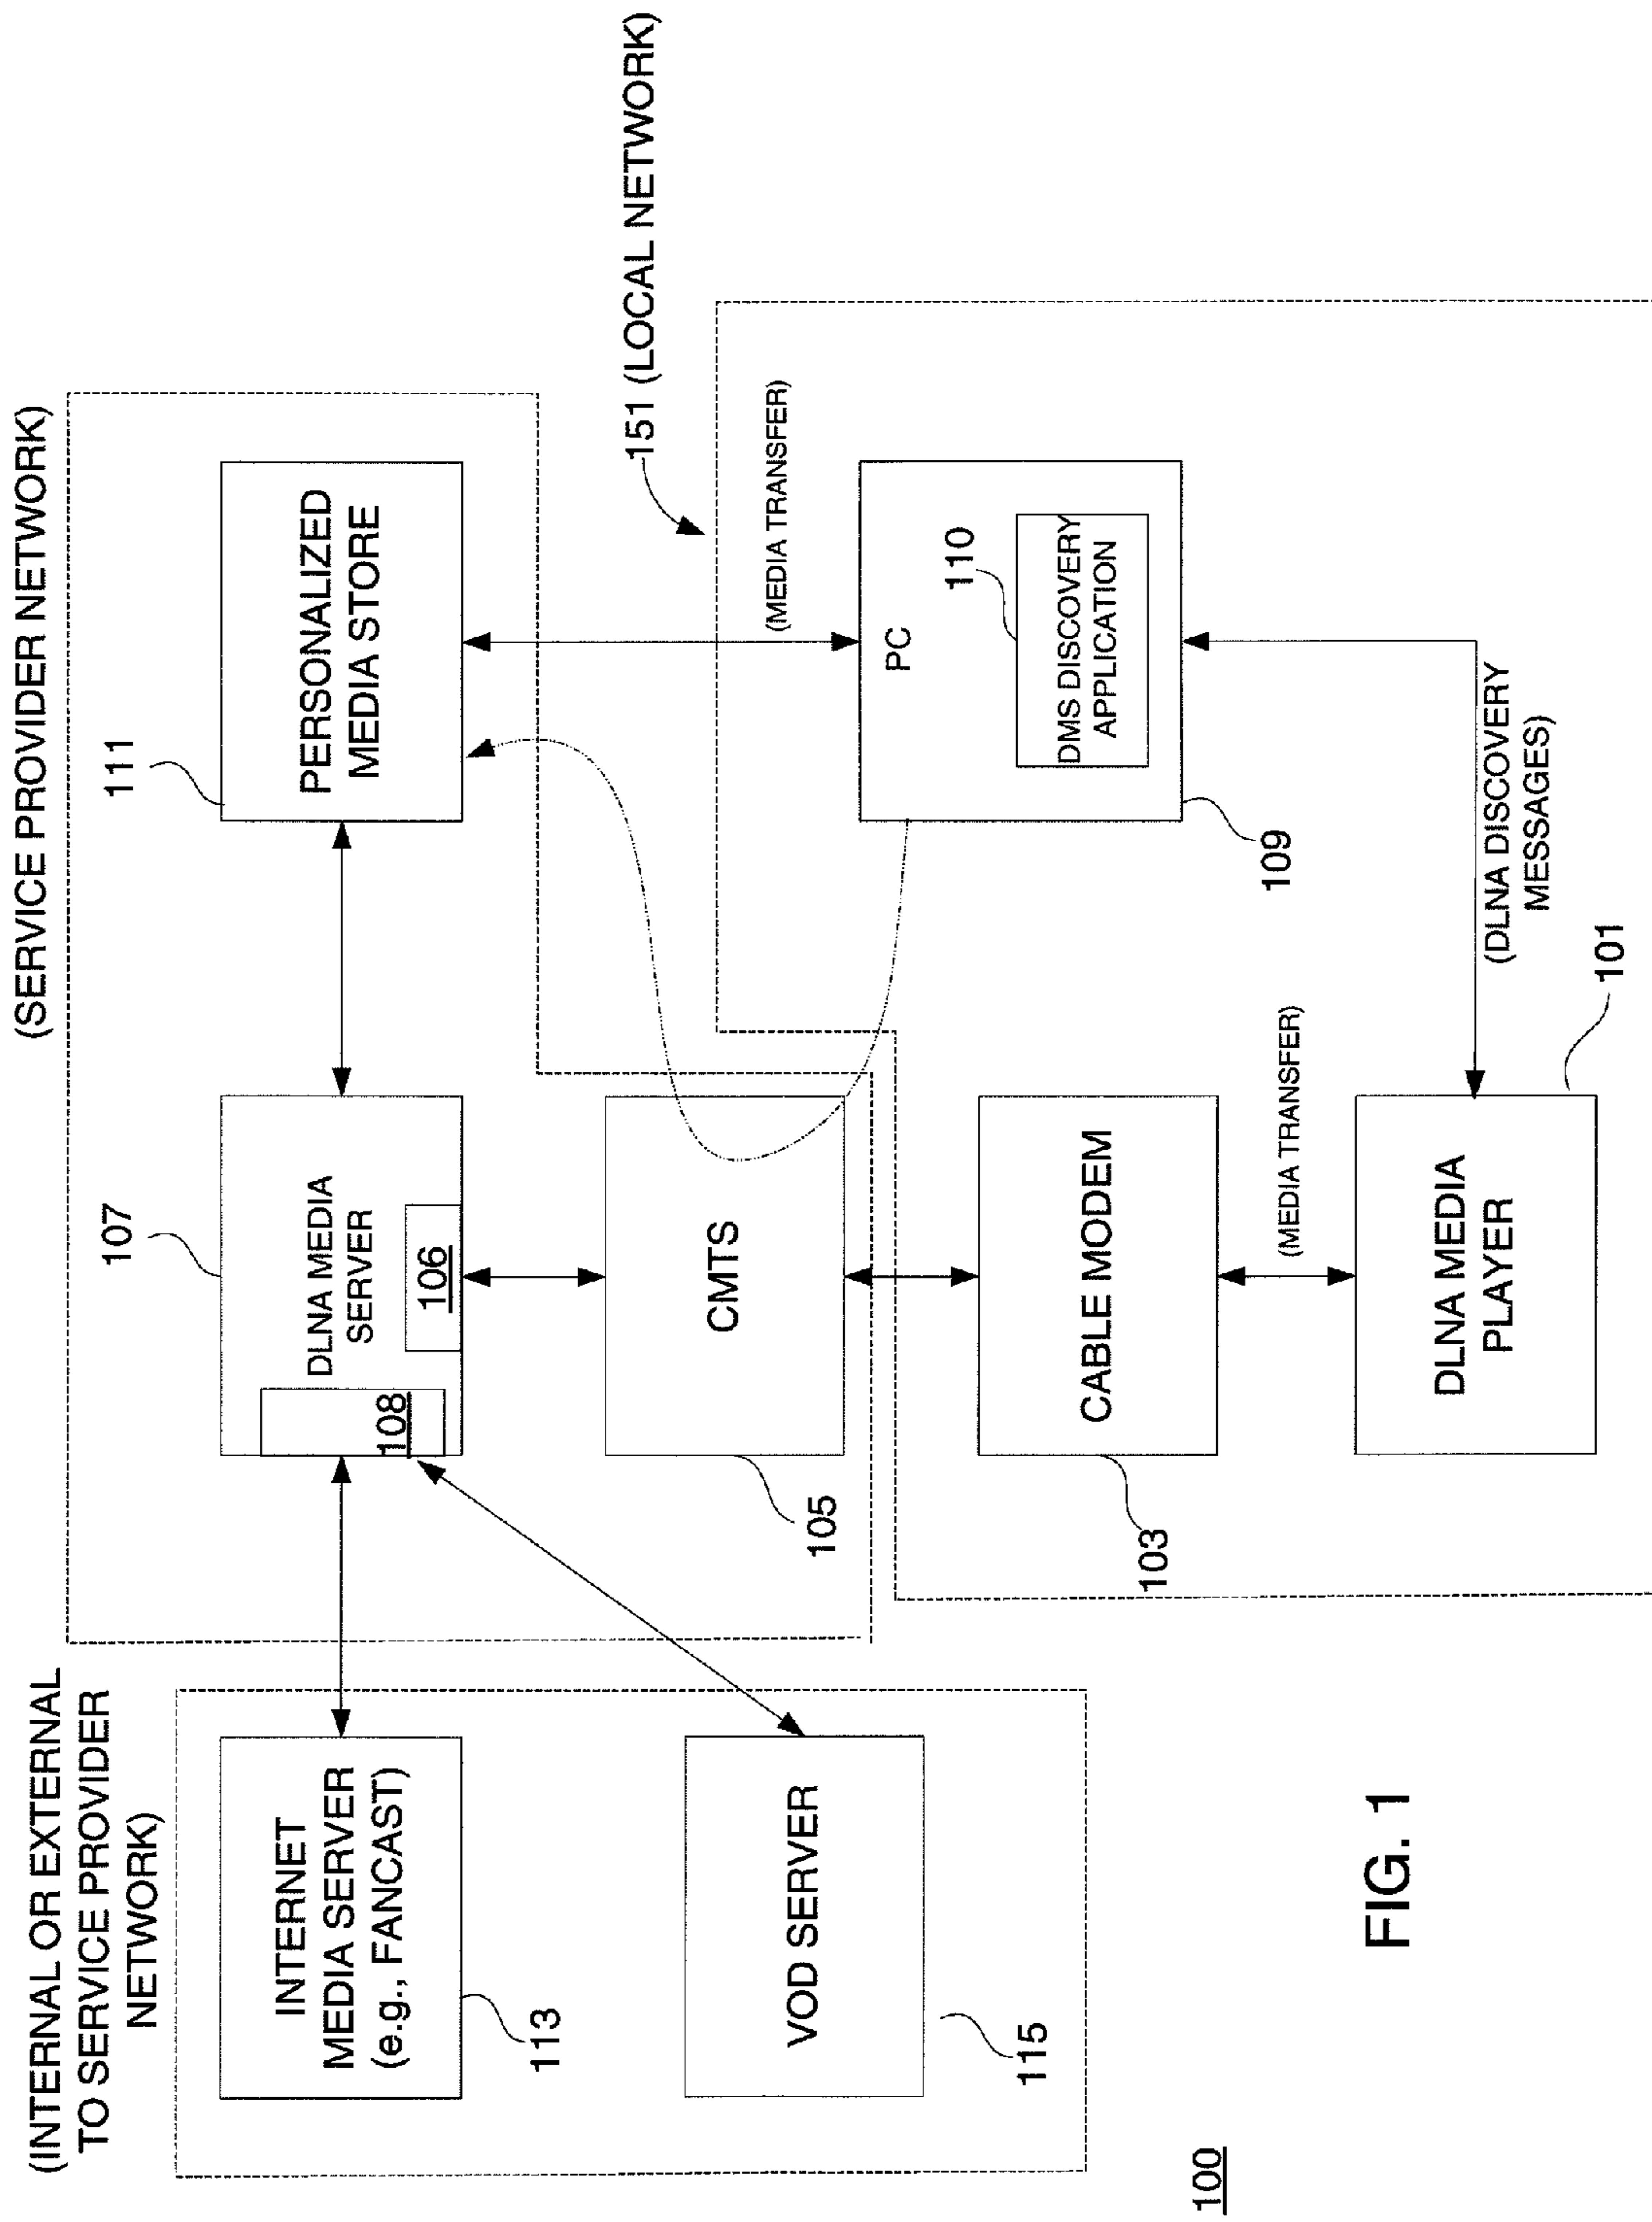 (INTERNAL OR EXTERNAL
TO SERVICE PROVIDER
NETWORK)
(SERVICE PROVIDER NETWORK)
INTERNET
MEDIA SERVER
(e.g., FANCAST)
113
VOD SERVER
115
107
DLNA MEDIA
SERVER
108
106
111
PERSONALIZED
MEDIA STORE
CMTS
105
151 (LOCAL NETWORK)
(MEDIA TRANSFER)
PC
110
DMS DISCOVERY
APPLICATION
109
CABLE MODEM
103
(MEDIA TRANSFER)
DLNA MEDIA
PLAYER
101
(DLNA DISCOVERY
MESSAGES)
100
FIG. 1